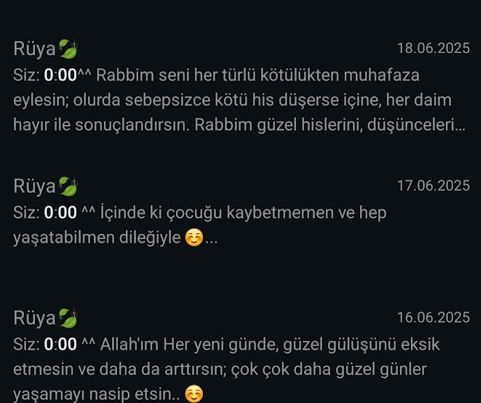 Rüya🍃
18.06.2025
Siz: 0:00^^ Rabbim seni her türlü kötülükten muhafaza
eylesin; olurda sebepsizce kötü his düşerse içine, her daim
hayır ile sonuçlandırsın. Rabbim güzel hislerini, düşünceleri...
Rüya🍃
17.06.2025
Siz: 0:00 ^^ İçinde ki çocuğu kaybetmemen ve hep
yaşatabilmen dileğiyle ☺️...
Rüya🍃
16.06.2025
Siz: 0:00 ^^ Allah'ım Her yeni günde, güzel gülüşünü eksik
etmesin ve daha da arttırsın; çok çok daha güzel günler
yaşamayı nasip etsin.. ☺️